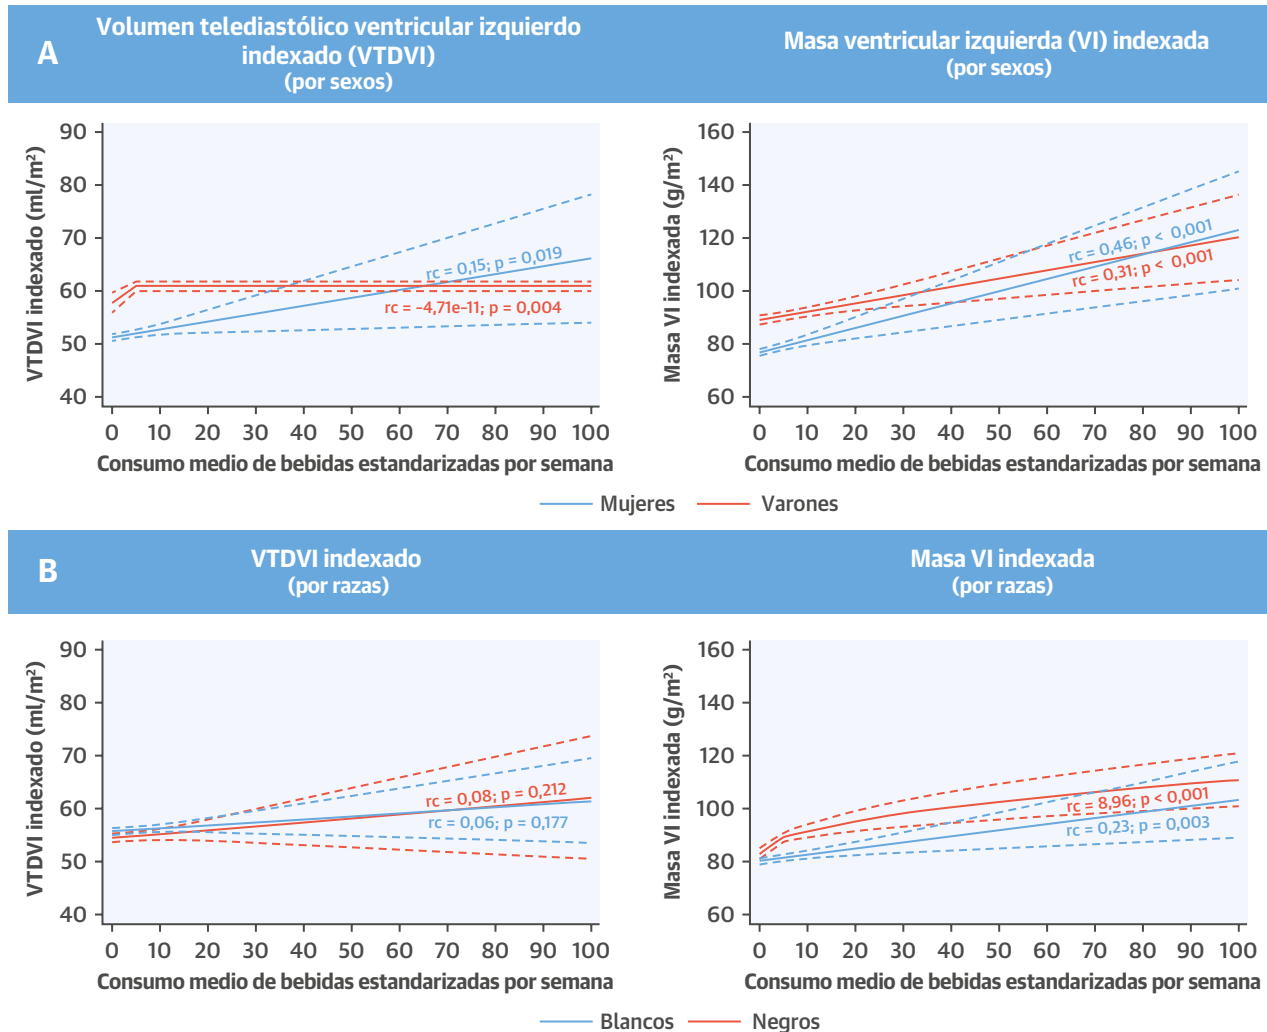 A
Volumen telediastólico ventricular izquierdo
indexado (VTDVI)
(por sexos)
Masa ventricular izquierda (VI) indexada
(por sexos)
VTDVI indexado (ml/m²)
90
80
70
60
50
40
rc = 0,15; p = 0,019
rc = −4,71e-11; p = 0,004
0 10 20 30 40 50 60 70 80 90 100
Consumo medio de bebidas estandarizadas por semana
Masa VI indexada (g/m²)
160
140
120
100
80
60
rc = 0,46; p < 0,001
rc = 0,31; p < 0,001
0 10 20 30 40 50 60 70 80 90 100
Consumo medio de bebidas estandarizadas por semana
Mujeres Varones
B
VTDVI indexado
(por razas)
Masa VI indexada
(por razas)
VTDVI indexado (ml/m²)
90
80
70
60
50
40
rc = 0,08; p = 0,212
rc = 0,06; p = 0,177
0 10 20 30 40 50 60 70 80 90 100
Consumo medio de bebidas estandarizadas por semana
Masa VI indexada (g/m²)
160
140
120
100
80
60
rc = 8,96; p < 0,001
rc = 0,23; p = 0,003
0 10 20 30 40 50 60 70 80 90 100
Consumo medio de bebidas estandarizadas por semana
Blancos Negros